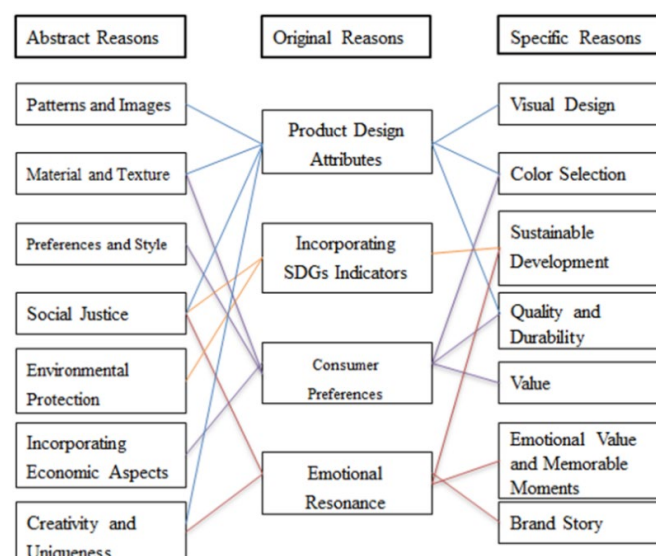 Abstract Reasons
Original Reasons
Specific Reasons
Patterns and Images
Material and Texture
Preferences and Style
Social Justice
Environmental
Protection
Incorporating
Economic Aspects
Creativity and
Uniqueness
Product Design
Attributes
Incorporating
SDGs Indicators
Consumer
Preferences
Emotional
Resonance
Visual Design
Color Selection
Sustainable
Development
Quality and
Durability
Value
Emotional Value
and Memorable
Moments
Brand Story